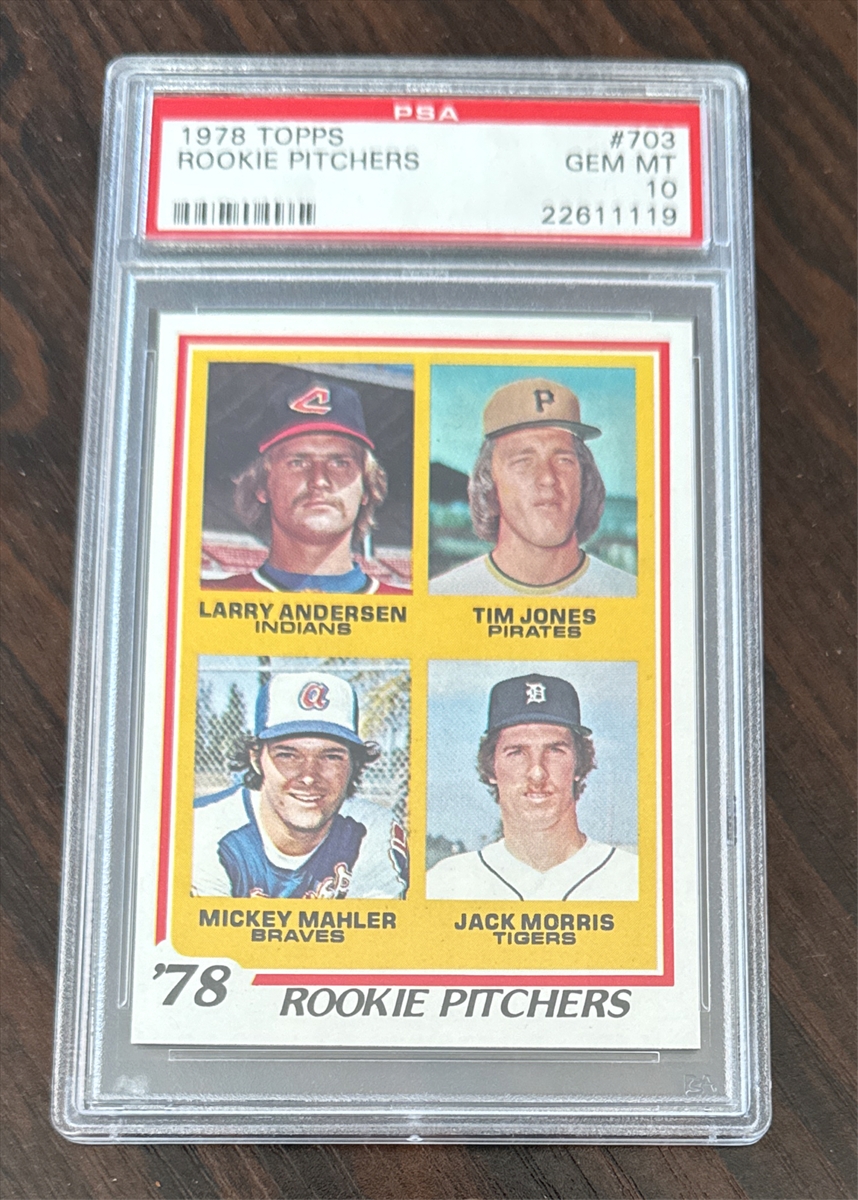 PSA
1978 TOPPS #703
ROOKIE PITCHERS GEM MT
10
22611119
C
P
LARRY ANDERSEN
INDIANS
TIM JONES
PIRATES
a
D
MICKEY MAHLER
BRAVES
JACK MORRIS
TIGERS
'78
ROOKIE PITCHERS
PSA